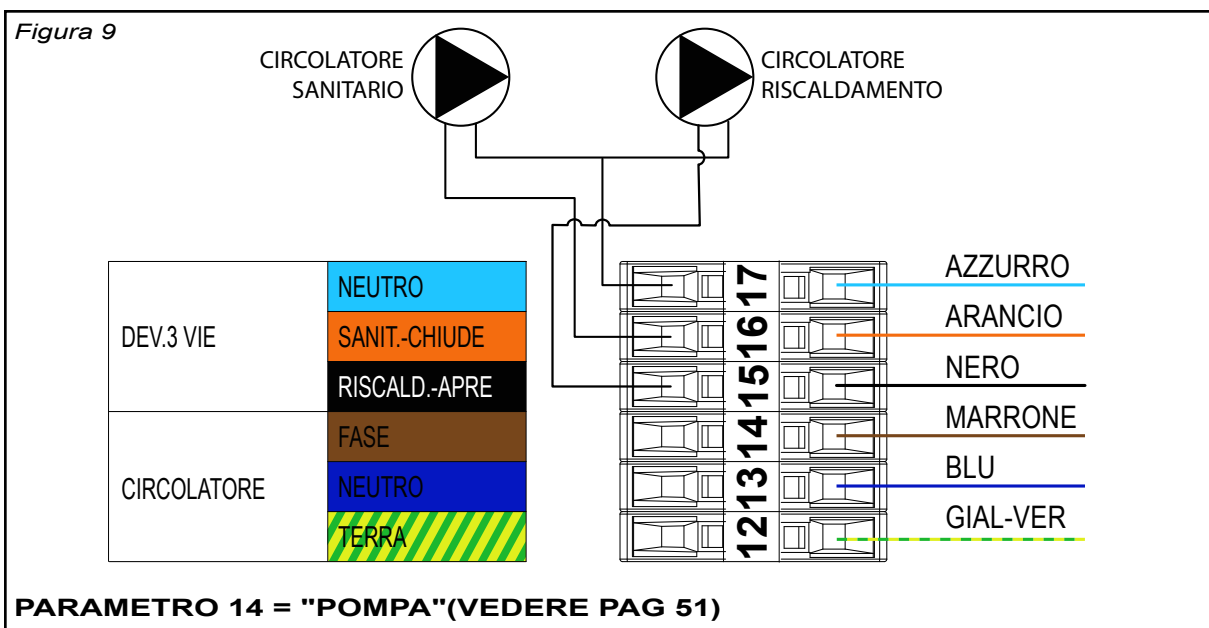 Figura 9
CIRCOLATORE
SANITARIO
CIRCOLATORE
RISCALDAMENTO
DEV.3 VIE
NEUTRO
SANIT.-CHIUDE
RISCALD.-APRE
CIRCOLATORE
FASE
NEUTRO
TERRA
17
16
15
14
13
12
AZZURRO
ARANCIO
NERO
MARRONE
BLU
GIAL-VER
PARAMETRO 14 = "POMPA"(VEDERE PAG 51)